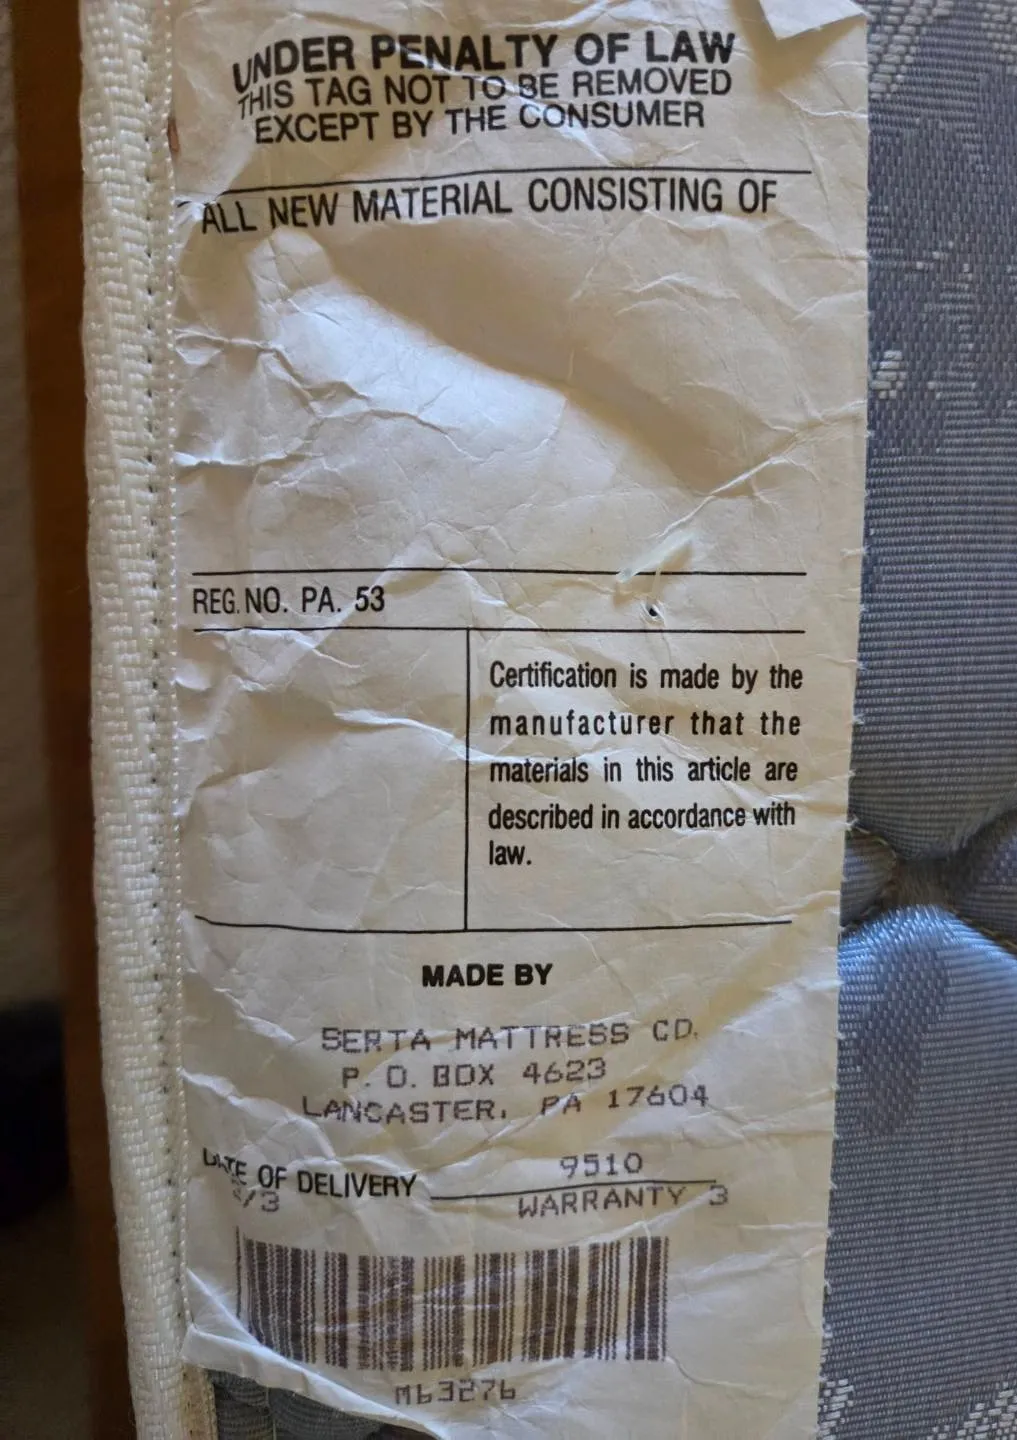 UNDER PENALTY OF LAW
THIS TAG NOT TO BE REMOVED
EXCEPT BY THE CONSUMER
ALL NEW MATERIAL CONSISTING OF
REG. NO. PA. 53
Certification is made by the
manufacturer that the
materials in this article are
described in accordance with
law.
MADE BY
SERTA MATTRESS CO.
P. O. BOX 4623
LANCASTER, PA 17604
DATE OF DELIVERY 9510
/3 WARRANTY 3
M63276